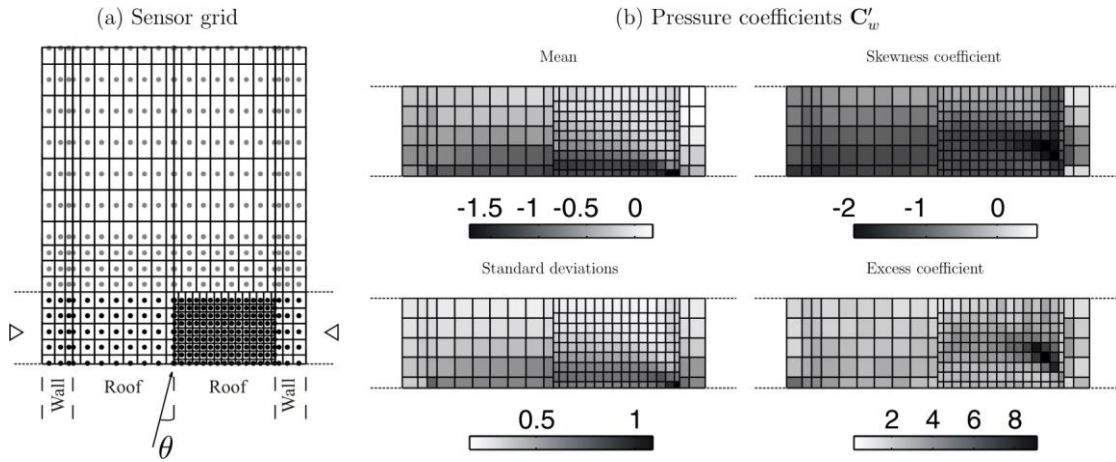 (a) Sensor grid
Wall
Roof
Roof
Wall
θ
(b) Pressure coefficients C′w
Mean
-1.5 -1 -0.5 0
Skewness coefficient
-2 -1 0
Standard deviations
0.5 1
Excess coefficient
2 4 6 8